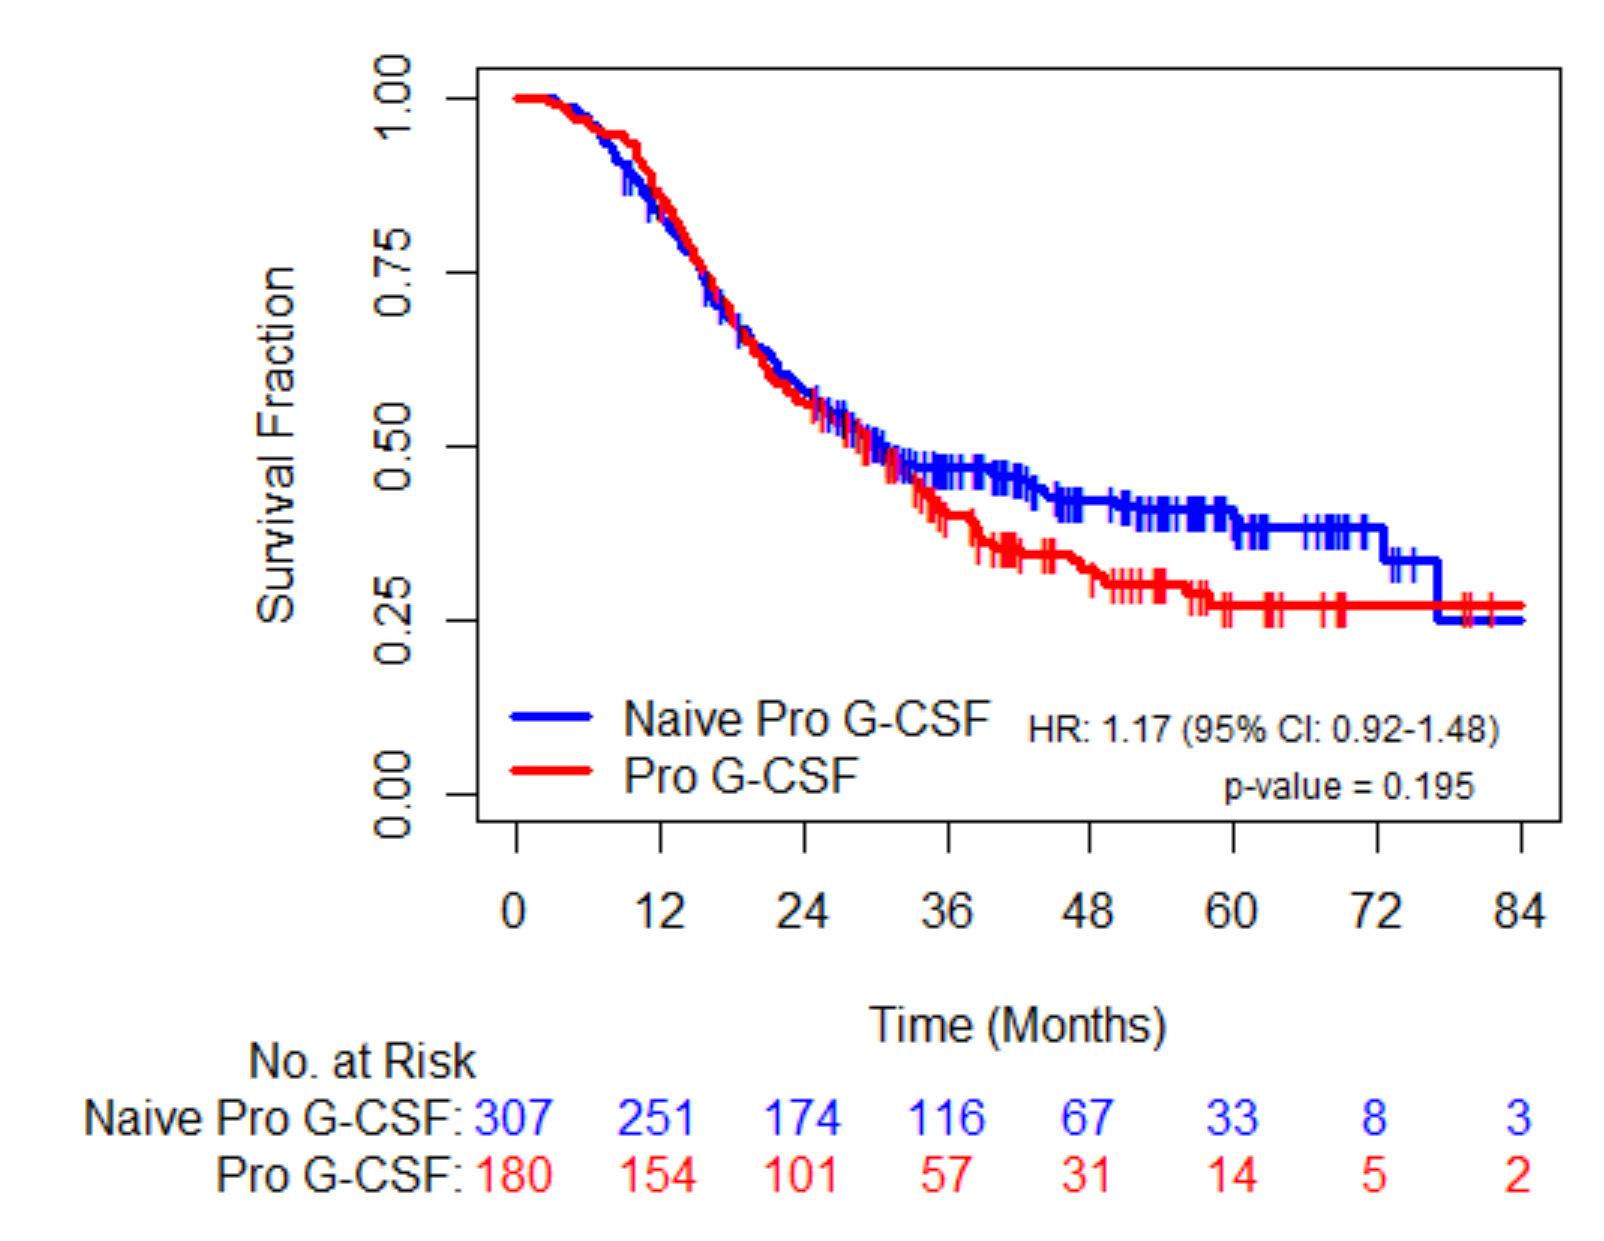 1.00
0.75
0.50
0.25
0.00
Survival Fraction
Naive Pro G-CSF
Pro G-CSF
HR: 1.17 (95% CI: 0.92-1.48)
p-value = 0.195
0 12 24 36 48 60 72 84
Time (Months)
No. at Risk
Naive Pro G-CSF: 307 251 174 116 67 33 8 3
Pro G-CSF: 180 154 101 57 31 14 5 2